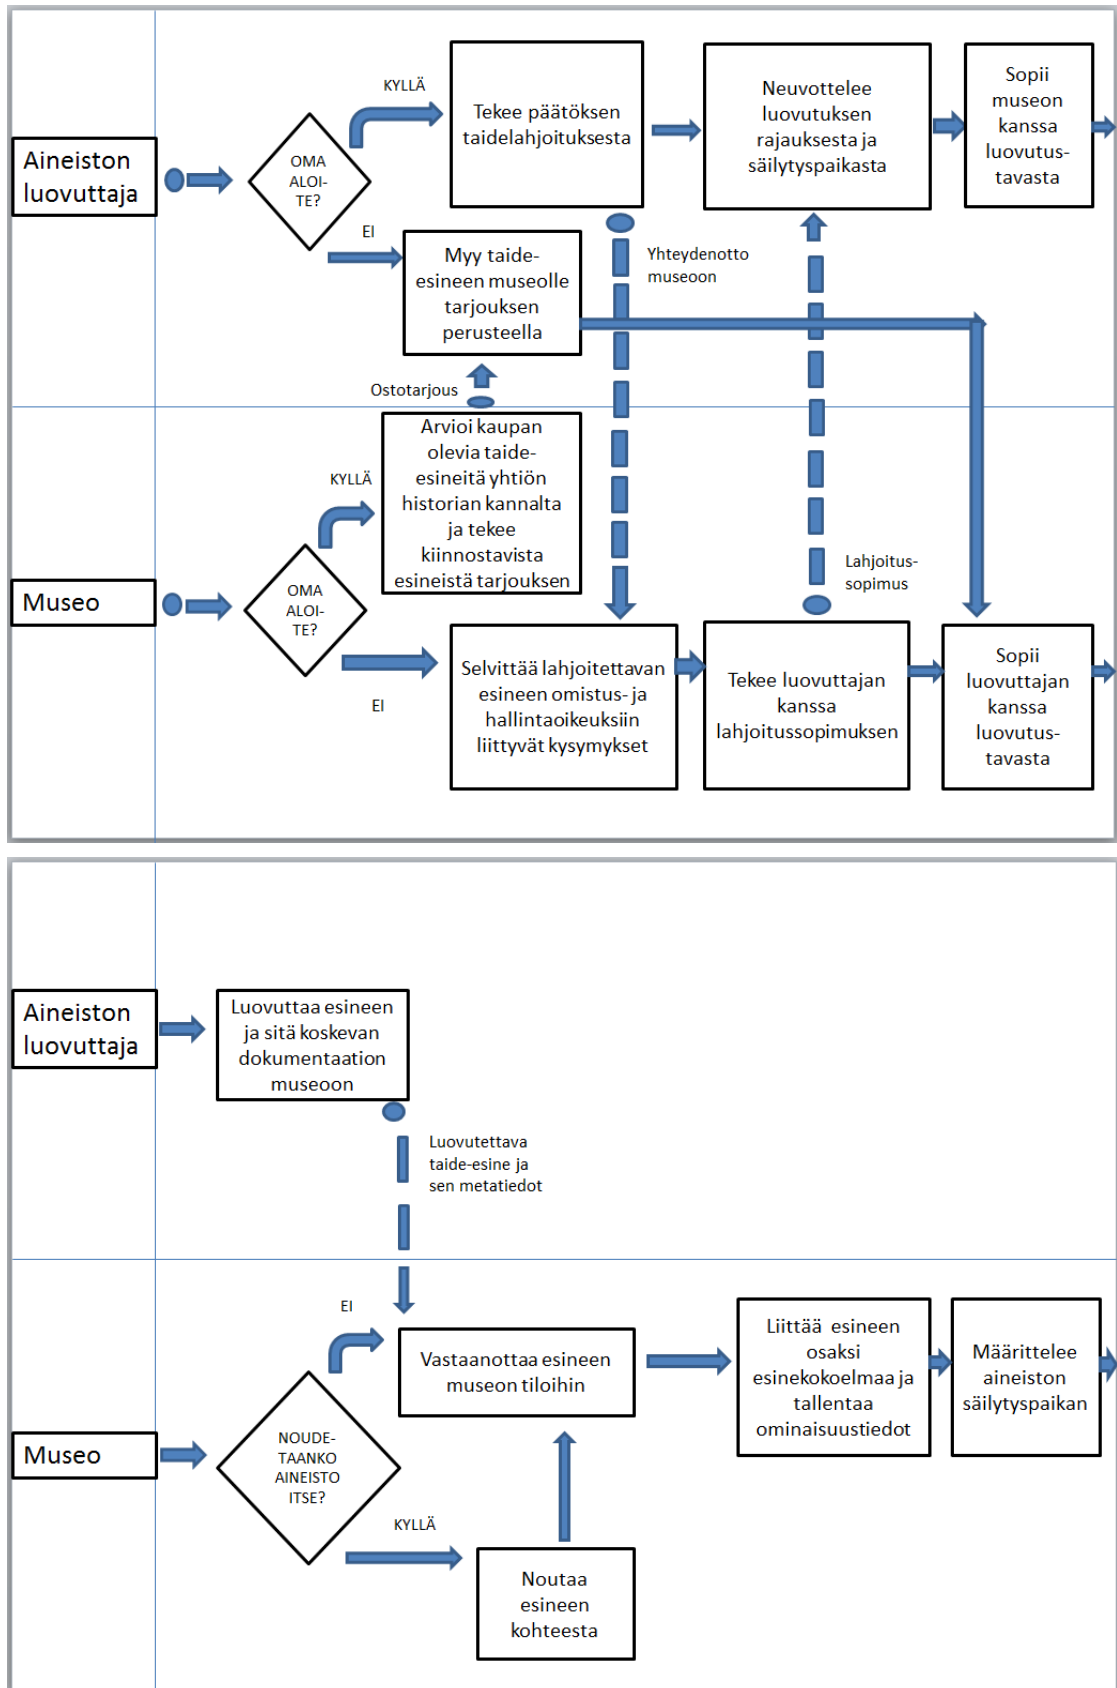 Aineiston
luovuttaja
OMA
ALOI-
TE?
KYLLÄ
Tekee päätöksen
taidelahjoituksesta
Neuvottelee
luovutuksen
rajauksesta ja
säilytyspaikasta
Sopii
museon
kanssa
luovutus-
tavasta
EI
Myy taide-
esineen museolle
tarjouksen
perusteella
Yhteydenotto
museoon
Ostotarjous
Museo
OMA
ALOI-
TE?
KYLLÄ
Arvioi kaupan
olevia taide-
esineitä yhtiön
historian kannalta
ja tekee
kiinnostavista
esineistä tarjouksen
Lahjoitus-
sopimus
EI
Selvittää lahjoitettavan
esineen omistus- ja
hallintaoikeuksiin
liittyvät kysymykset
Tekee luovuttajan
kanssa
lahjoitussopimuksen
Sopii
luovuttajan
kanssa
luovutus-
tavasta
Aineiston
luovuttaja
Luovuttaa esineen
ja sitä koskevan
dokumentaation
museoon
Luovutettava
taide-esine ja
sen metatiedot
Museo
NOUDE-
TAANKO
AINEISTO
ITSE?
EI
Vastaanottaa esineen
museon tiloihin
Liittää esineen
osaksi
esinekokoelmaa ja
tallentaa
ominaisuustiedot
Määrittelee
aineiston
säilytyspaikan
KYLLÄ
Noutaa
esineen
kohteesta